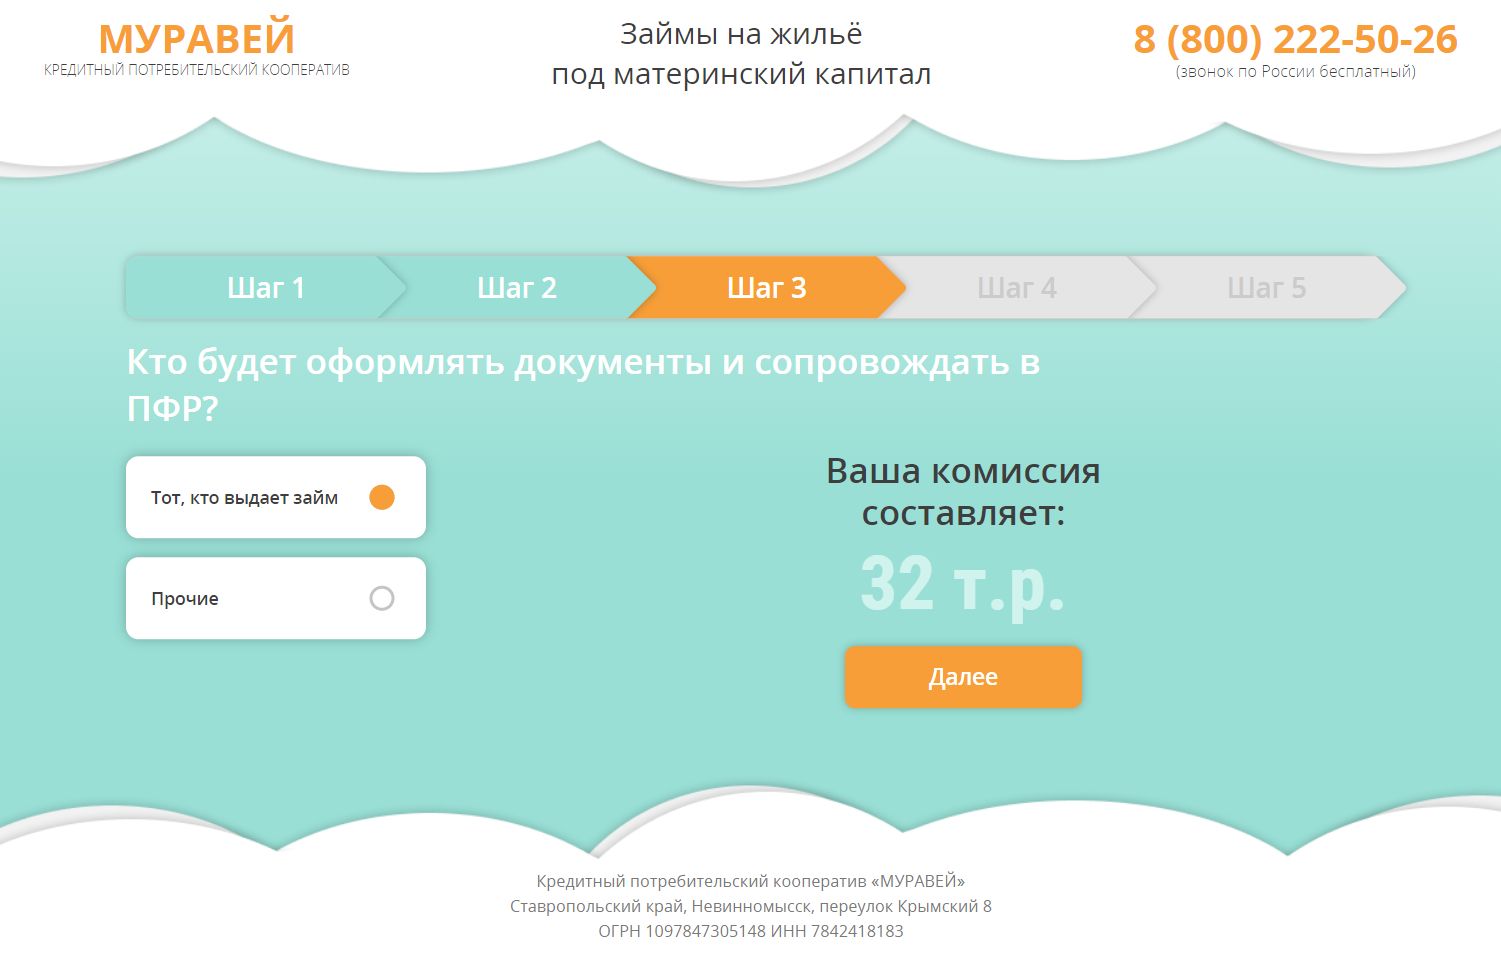 МУРАВЕЙ
КРЕДИТНЫЙ ПОТРЕБИТЕЛЬСКИЙ КООПЕРАТИВ
Займы на жильё
под материнский капитал
8 (800) 222-50-26
(звонок по России бесплатный)
Шаг 1
Шаг 2
Шаг 3
Шаг 4
Шаг 5
Кто будет оформлять документы и сопровождать в
ПФР?
Тот, кто выдает займ
Прочие
Ваша комиссия
составляет:
32 т.р.
Далее
Кредитный потребительский кооператив «МУРАВЕЙ»
Ставропольский край, Невинномысск, переулок Крымский 8
ОГРН 1097847305148 ИНН 7842418183